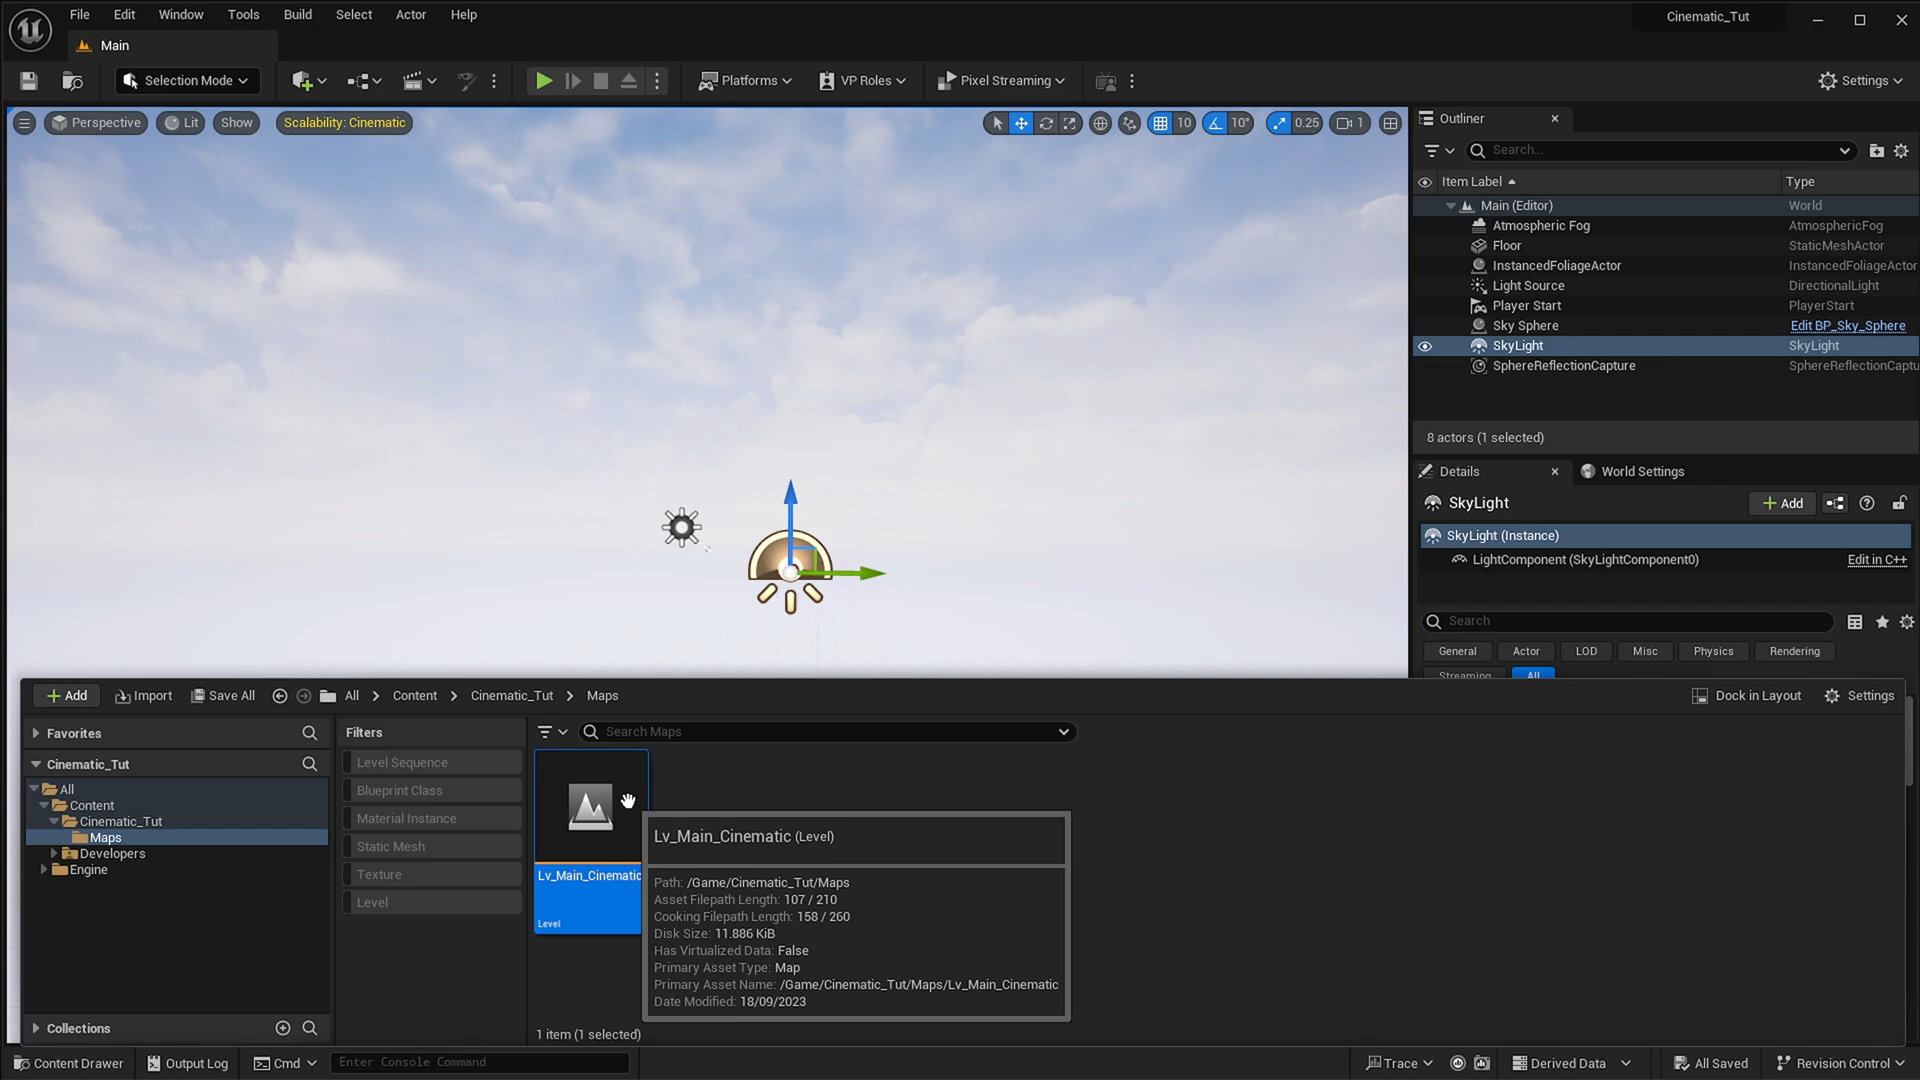 File Edit Window Tools Build Select Actor Help
Cinematic_Tut
Main
Selection Mode
Platforms
VP Roles
Pixel Streaming
Settings
Perspective
Lit
Show
Scalability: Cinematic
10
10°
0.25
1
Outliner
Search...
Item Label
Type
Main (Editor) World
Atmospheric Fog AtmosphericFog
Floor StaticMeshActor
InstancedFoliageActor InstancedFoliageActor
Light Source DirectionalLight
Player Start PlayerStart
Sky Sphere Edit BP_Sky_Sphere
SkyLight SkyLight
SphereReflectionCapture SphereReflectionCaptu
8 actors (1 selected)
Details
World Settings
SkyLight
Add
SkyLight (Instance)
LightComponent (SkyLightComponent0) Edit in C++
Search
General Actor LOD Misc Physics Rendering
Streaming All
Add
Import
Save All
All
Content
Cinematic_Tut
Maps
Dock in Layout
Settings
Favorites
Cinematic_Tut
All
Content
Cinematic_Tut
Maps
Developers
Engine
Collections
Filters
Level Sequence
Blueprint Class
Material Instance
Static Mesh
Texture
Level
Search Maps
Lv_Main_Cinematic
Level
Lv_Main_Cinematic (Level)
Path: /Game/Cinematic_Tut/Maps
Asset Filepath Length: 107 / 210
Cooking Filepath Length: 158 / 260
Disk Size: 11.886 KiB
Has Virtualized Data: False
Primary Asset Type: Map
Primary Asset Name: /Game/Cinematic_Tut/Maps/Lv_Main_Cinematic
Date Modified: 18/09/2023
1 item (1 selected)
Content Drawer
Output Log
Cmd
Enter Console Command
Trace
Derived Data
All Saved
Revision Control